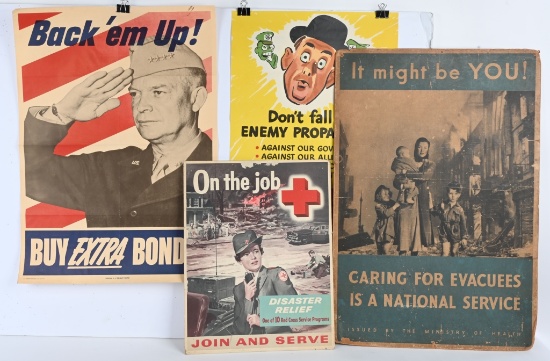 Back 'em Up!
BUY EXTRA BOND
Don't fall
ENEMY PROPA
• AGAINST OUR GOV
• AGAINST OUR ALL
On the job
DISASTER
RELIEF
One of 10 Red Cross Service Programs
JOIN AND SERVE
It might be YOU!
CARING FOR EVACUEES
IS A NATIONAL SERVICE
ISSUED BY THE MINISTRY OF HEALTH